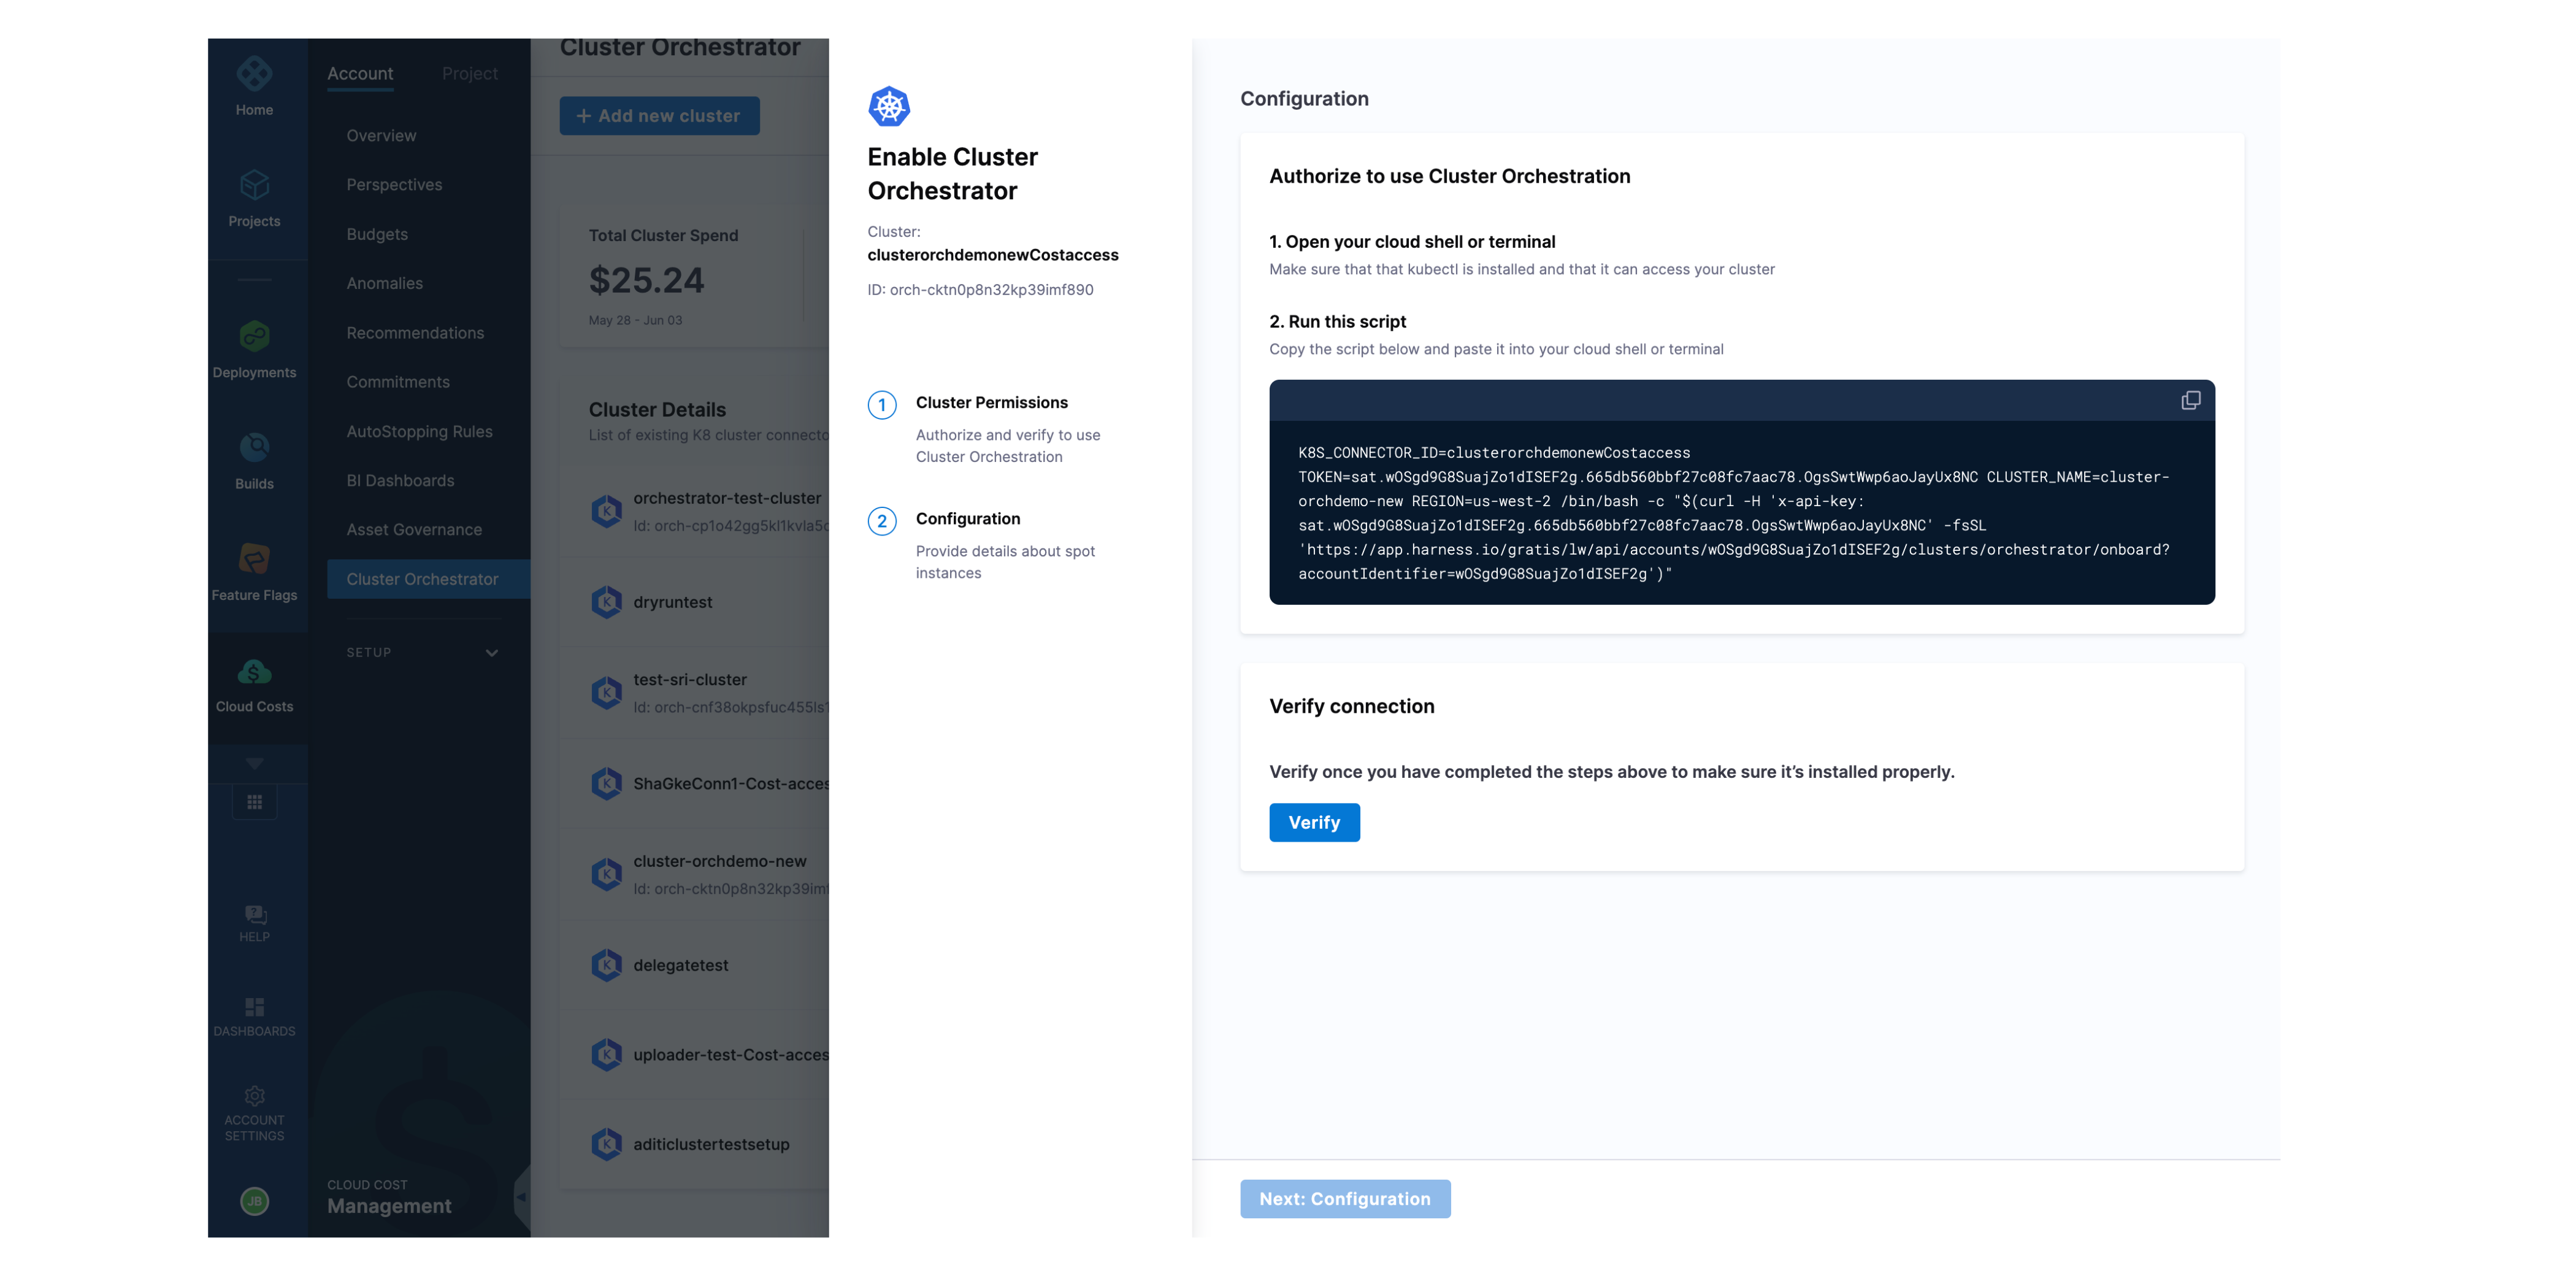 Home
Projects
Deployments
Builds
Feature Flags
Cloud Costs
HELP
DASHBOARDS
ACCOUNT
SETTINGS
JB
Account
Project
Overview
Perspectives
Budgets
Anomalies
Recommendations
Commitments
AutoStopping Rules
BI Dashboards
Asset Governance
Cluster Orchestrator
SETUP
CLOUD COST
Management
Cluster Orchestrator
+ Add new cluster
Total Cluster Spend
$25.24
May 28 - Jun 03
Cluster Details
List of existing K8 cluster connecto
orchestrator-test-cluster
Id: orch-cp1o42gg5kl1kvla5c
dryruntest
test-sri-cluster
Id: orch-cnf38okpsfuc455ls1
ShaGkeConn1-Cost-acces
cluster-orchdemo-new
Id: orch-cktn0p8n32kp39imf
delegatetest
uploader-test-Cost-acces
aditiclustertestsetup
Enable Cluster
Orchestrator
Cluster:
clusterorchdemonewCostaccess
ID: orch-cktn0p8n32kp39imf890
1
Cluster Permissions
Authorize and verify to use
Cluster Orchestration
2
Configuration
Provide details about spot
instances
Configuration
Authorize to use Cluster Orchestration
1. Open your cloud shell or terminal
Make sure that that kubectl is installed and that it can access your cluster
2. Run this script
Copy the script below and paste it into your cloud shell or terminal
K8S_CONNECTOR_ID=clusterorchdemonewCostaccess
TOKEN=sat.wOSgd9G8SuajZo1dISEF2g.665db560bbf27c08fc7aac78.OgsSwtWwp6aoJayUx8NC CLUSTER_NAME=cluster-
orchdemo-new REGION=us-west-2 /bin/bash -c "$(curl -H 'x-api-key:
sat.wOSgd9G8SuajZo1dISEF2g.665db560bbf27c08fc7aac78.OgsSwtWwp6aoJayUx8NC' -fsSL
'https://app.harness.io/gratis/lw/api/accounts/wOSgd9G8SuajZo1dISEF2g/clusters/orchestrator/onboard?
accountIdentifier=wOSgd9G8SuajZo1dISEF2g')"
Verify connection
Verify once you have completed the steps above to make sure it's installed properly.
Verify
Next: Configuration